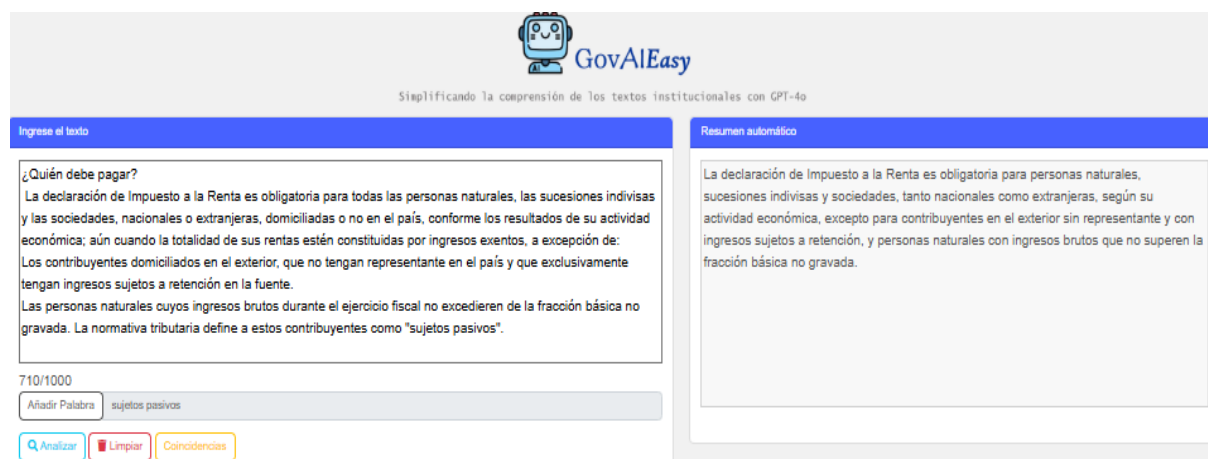 AI
GovAIEasy
Simplificando la comprensión de los textos institucionales con GPT-4o
Ingrese el texto
¿Quién debe pagar?
La declaración de Impuesto a la Renta es obligatoria para todas las personas naturales, las sucesiones indivisas
y las sociedades, nacionales o extranjeras, domiciliadas o no en el país, conforme los resultados de su actividad
económica; aún cuando la totalidad de sus rentas estén constituidas por ingresos exentos, a excepción de:
Los contribuyentes domiciliados en el exterior, que no tengan representante en el país y que exclusivamente
tengan ingresos sujetos a retención en la fuente.
Las personas naturales cuyos ingresos brutos durante el ejercicio fiscal no excedieren de la fracción básica no
gravada. La normativa tributaria define a estos contribuyentes como "sujetos pasivos".
710/1000
Añadir Palabra sujetos pasivos
Analizar Limpiar Coincidencias
Resumen automático
La declaración de Impuesto a la Renta es obligatoria para personas naturales,
sucesiones indivisas y sociedades, tanto nacionales como extranjeras, según su
actividad económica, excepto para contribuyentes en el exterior sin representante y con
ingresos sujetos a retención, y personas naturales con ingresos brutos que no superen la
fracción básica no gravada.